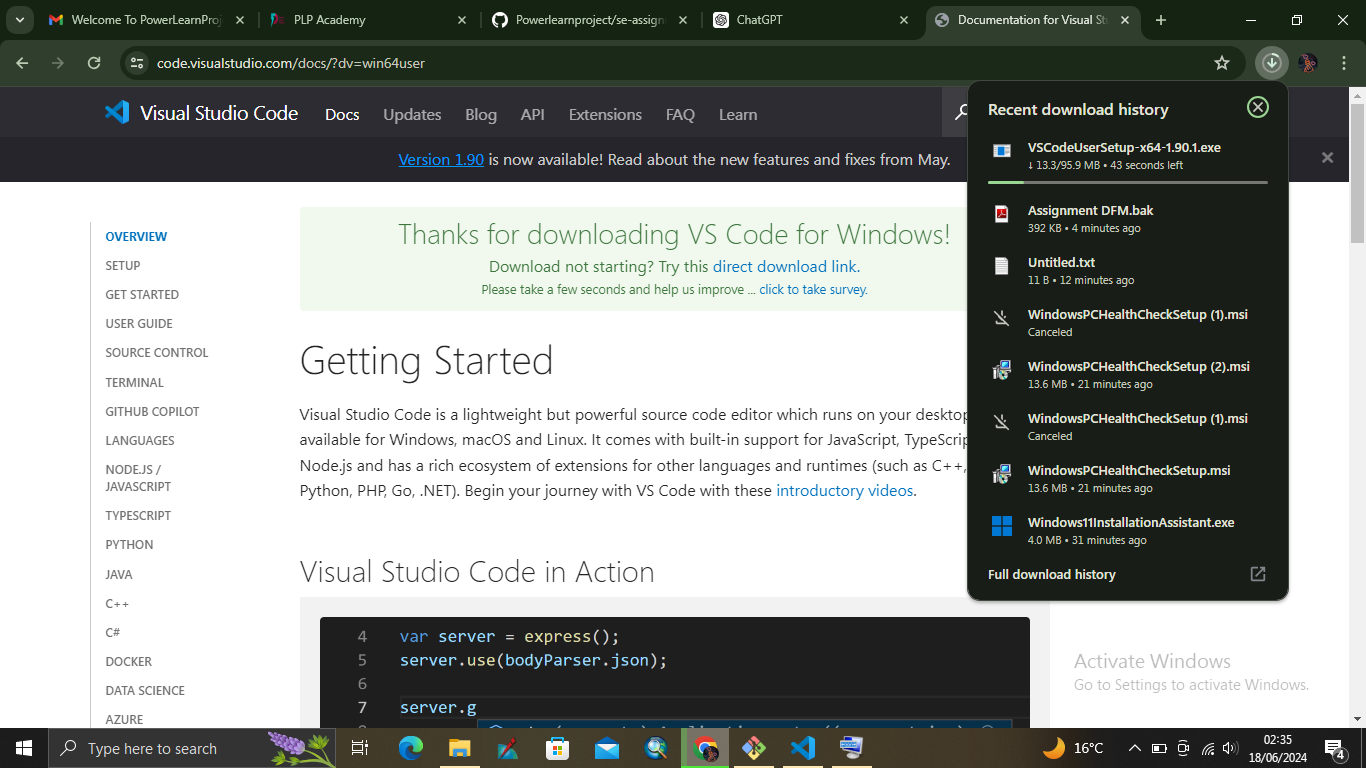 Welcome To PowerLearnProj
PLP Academy
Powerlearnproject/se-assign
ChatGPT
Documentation for Visual St
code.visualstudio.com/docs/?dv=win64user
Visual Studio Code
Docs
Updates
Blog
API
Extensions
FAQ
Learn
Version 1.90 is now available! Read about the new features and fixes from May.
OVERVIEW
SETUP
GET STARTED
USER GUIDE
SOURCE CONTROL
TERMINAL
GITHUB COPILOT
LANGUAGES
NODE.JS /
JAVASCRIPT
TYPESCRIPT
PYTHON
JAVA
C++
C#
DOCKER
DATA SCIENCE
AZURE
Thanks for downloading VS Code for Windows!
Download not starting? Try this direct download link.
Please take a few seconds and help us improve ... click to take survey.
Getting Started
Visual Studio Code is a lightweight but powerful source code editor which runs on your desktop
available for Windows, macOS and Linux. It comes with built-in support for JavaScript, TypeScrip
Node.js and has a rich ecosystem of extensions for other languages and runtimes (such as C++,
Python, PHP, Go, .NET). Begin your journey with VS Code with these introductory videos.
Visual Studio Code in Action
4 var server = express();
5 server.use(bodyParser.json);
6
7 server.g
Recent download history
VSCodeUserSetup-x64-1.90.1.exe
↓ 13.3/95.9 MB • 43 seconds left
Assignment DFM.bak
392 KB • 4 minutes ago
Untitled.txt
11 B • 12 minutes ago
WindowsPCHealthCheckSetup (1).msi
Canceled
WindowsPCHealthCheckSetup (2).msi
13.6 MB • 21 minutes ago
WindowsPCHealthCheckSetup (1).msi
Canceled
WindowsPCHealthCheckSetup.msi
13.6 MB • 21 minutes ago
Windows11InstallationAssistant.exe
4.0 MB • 31 minutes ago
Full download history
Activate Windows
Go to Settings to activate Windows.
Type here to search
16°C
02:35
18/06/2024
4